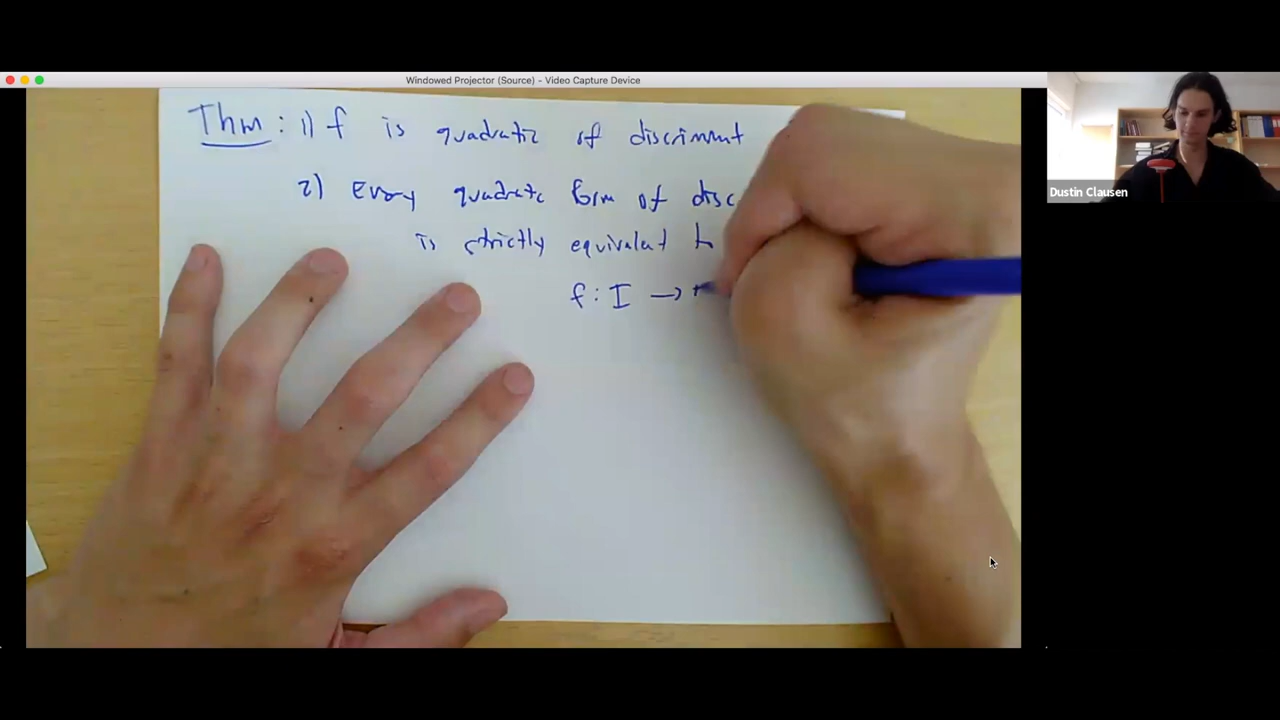 Windowed Projector (Source) - Video Capture Device
Thm: 1) f is quadratic of discriminant
2) Every quadratic form of disc
is strictly equivalent to
f: I →
Dustin Clausen